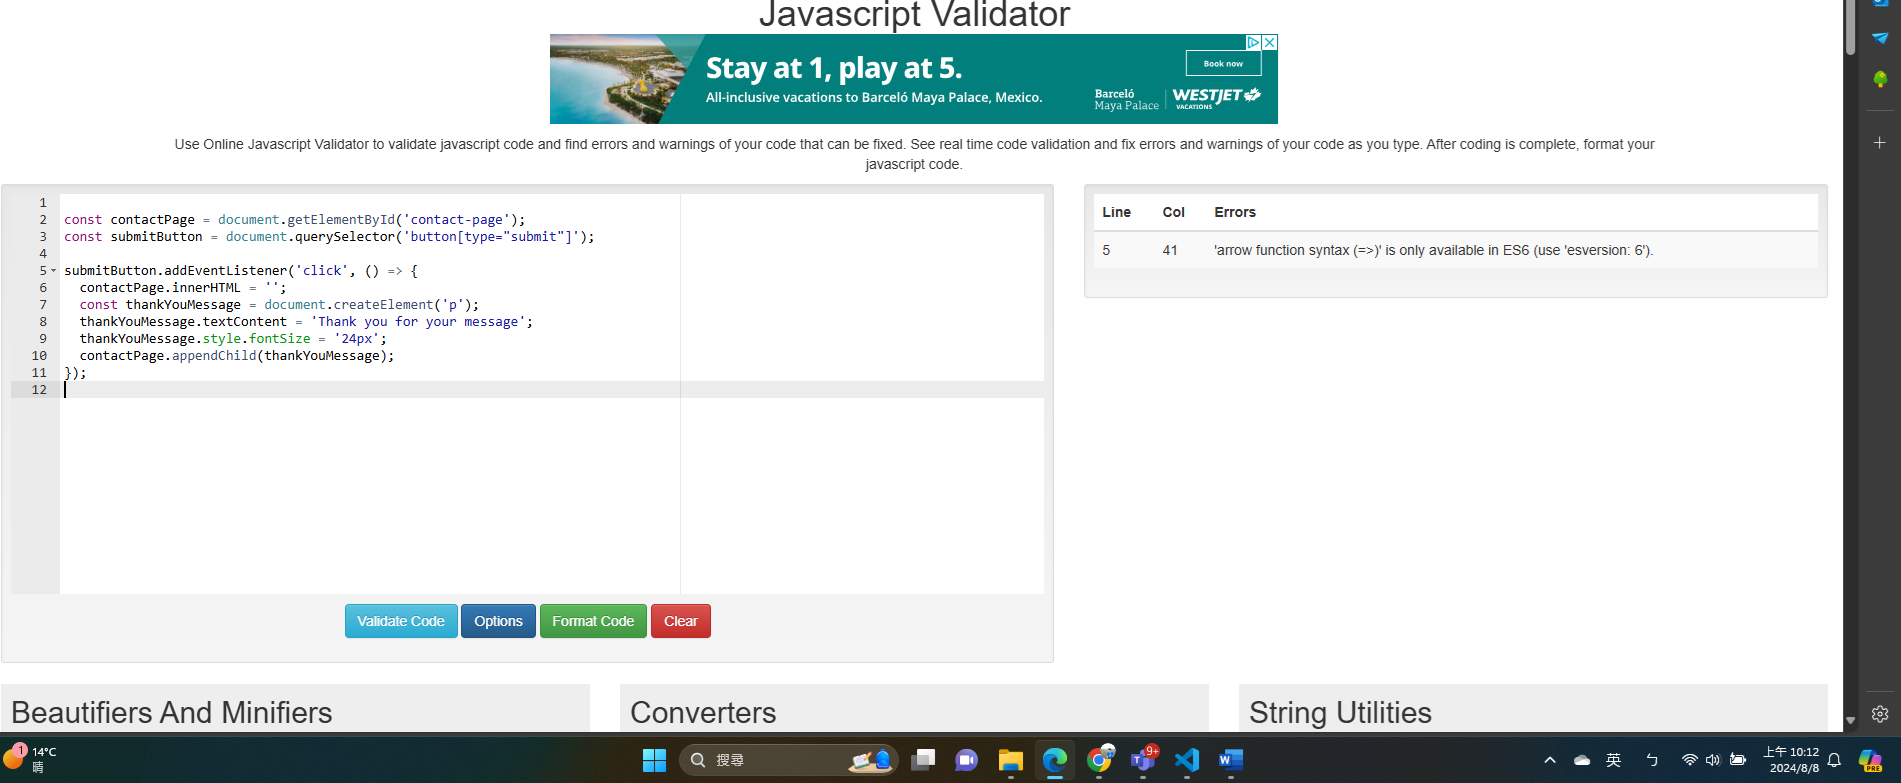 Javascript Validator
Stay at 1, play at 5.
All-inclusive vacations to Barceló Maya Palace, Mexico.
Book now
Barceló
Maya Palace
WESTJET
VACATIONS
Use Online Javascript Validator to validate javascript code and find errors and warnings of your code that can be fixed. See real time code validation and fix errors and warnings of your code as you type. After coding is complete, format your
javascript code.
1
2 const contactPage = document.getElementById('contact-page');
3 const submitButton = document.querySelector('button[type="submit"]');
4
5 submitButton.addEventListener('click', () => {
6 contactPage.innerHTML = '';
7 const thankYouMessage = document.createElement('p');
8 thankYouMessage.textContent = 'Thank you for your message';
9 thankYouMessage.style.fontSize = '24px';
10 contactPage.appendChild(thankYouMessage);
11 });
12
Line Col Errors
5 41 'arrow function syntax (=>)' is only available in ES6 (use 'esversion: 6').
Validate Code Options Format Code Clear
Beautifiers And Minifiers
Converters
String Utilities
1
14°C
晴
搜尋
9+
英
ㄅ
上午 10:12
2024/8/8
PRE